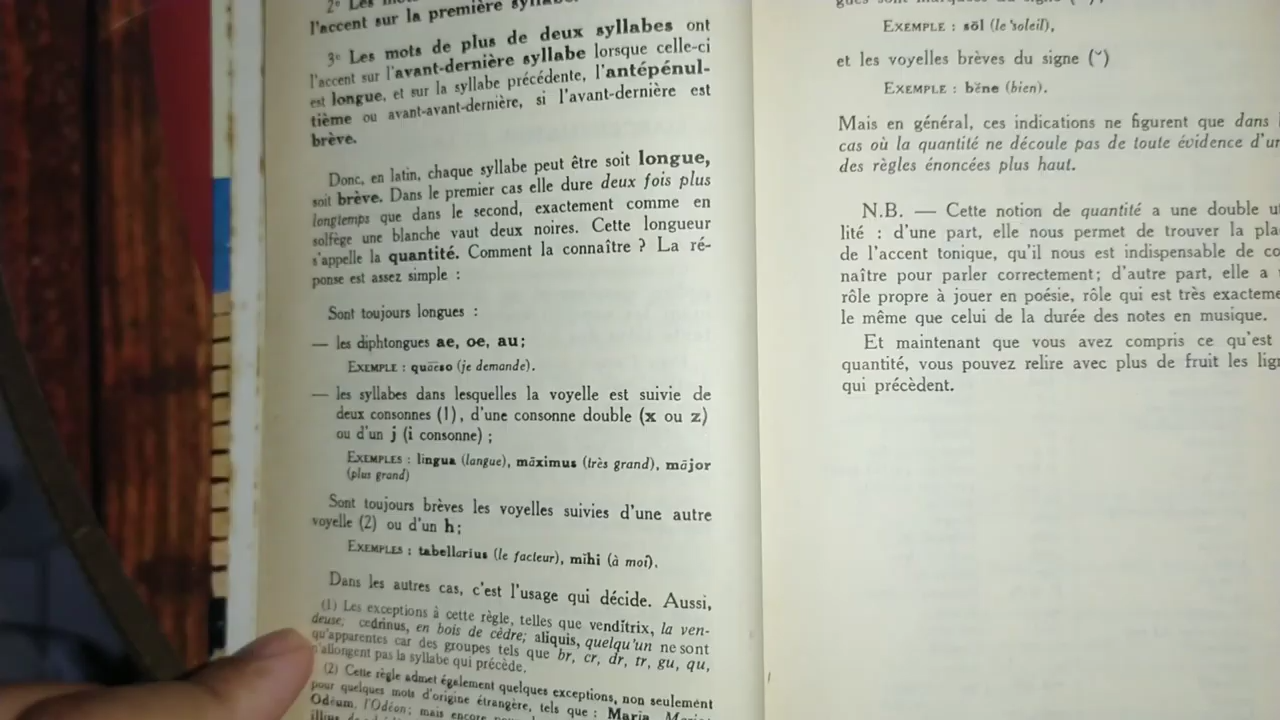 2º Les mots
l'accent sur la première syllabe.
3º Les mots de plus de deux syllabes ont
l'accent sur l'avant-dernière syllabe lorsque celle-ci
est longue, et sur la syllabe précédente, l'antépénul-
tième ou avant-avant-dernière, si l'avant-dernière est
brève.
Donc, en latin, chaque syllabe peut être soit longue,
soit brève. Dans le premier cas elle dure deux fois plus
longtemps que dans le second, exactement comme en
solfège une blanche vaut deux noires. Cette longueur
s'appelle la quantité. Comment la connaître ? La ré-
ponse est assez simple :
Sont toujours longues :
— les diphtongues ae, oe, au;
EXEMPLE : quāēso (je demande).
— les syllabes dans lesquelles la voyelle est suivie de
deux consonnes (1), d'une consonne double (x ou z)
ou d'un j (i consonne) ;
EXEMPLES : lingua (langue), māximus (très grand), mājor
(plus grand)
Sont toujours brèves les voyelles suivies d'une autre
voyelle (2) ou d'un h;
EXEMPLES : tabellarius (le facteur), mĭhi (à moi).
Dans les autres cas, c'est l'usage qui décide. Aussi,
(1) Les exceptions à cette règle, telles que vendĭtrix, la ven-
deuse; cedrinus, en bois de cèdre; aliquis, quelqu'un ne sont
qu'apparentes car des groupes tels que br, cr, dr, tr, gu, qu,
n'allongent pas la syllabe qui précède.
(2) Cette règle admet également quelques exceptions, non seulement
pour quelques mots d'origine étrangère, tels que : Maria,
Odéum, l'Odéon; mais encore
EXEMPLE : sōl (le soleil),
et les voyelles brèves du signe (˘)
EXEMPLE : bĕne (bien).
Mais en général, ces indications ne figurent que dans
cas où la quantité ne découle pas de toute évidence d'un
des règles énoncées plus haut.
N.B. — Cette notion de quantité a une double ut
lité : d'une part, elle nous permet de trouver la pla
de l'accent tonique, qu'il nous est indispensable de co
naître pour parler correctement; d'autre part, elle a
rôle propre à jouer en poésie, rôle qui est très exacteme
le même que celui de la durée des notes en musique.
Et maintenant que vous avez compris ce qu'est
quantité, vous pouvez relire avec plus de fruit les lign
qui précèdent.